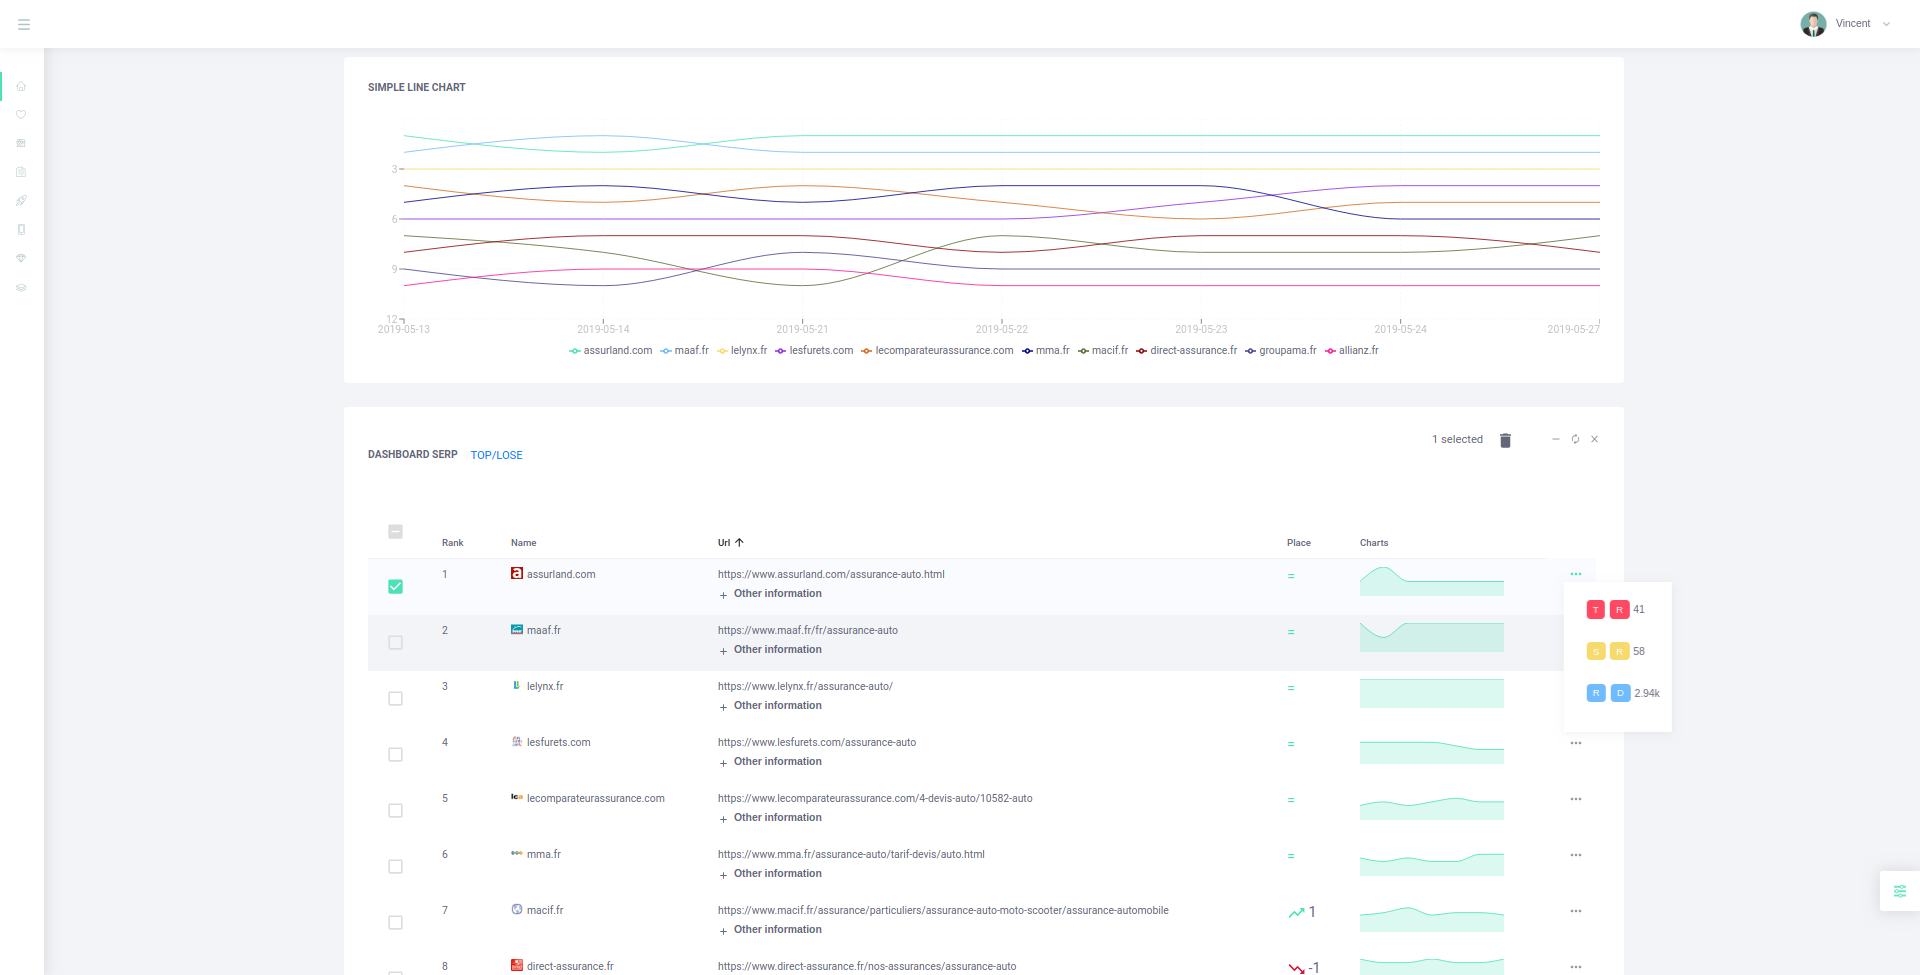 Vincent
SIMPLE LINE CHART
3
6
9
12
2019-05-13 2019-05-14 2019-05-21 2019-05-22 2019-05-23 2019-05-24 2019-05-27
assurland.com maaf.fr lelynx.fr lesfurets.com lecomparateurassurance.com mma.fr macif.fr direct-assurance.fr groupama.fr allianz.fr
1 selected
DASHBOARD SERP TOP/LOSE
Rank Name Url Place Charts
1 assurland.com https://www.assurland.com/assurance-auto.html =
+ Other information
T R 41
2 maaf.fr https://www.maaf.fr/fr/assurance-auto =
+ Other information
S R 58
3 lelynx.fr https://www.lelynx.fr/assurance-auto/ =
R D 2.94k
+ Other information
4 lesfurets.com https://www.lesfurets.com/assurance-auto =
+ Other information
5 lecomparateurassurance.com https://www.lecomparateurassurance.com/4-devis-auto/10582-auto =
+ Other information
6 mma.fr https://www.mma.fr/assurance-auto/tarif-devis/auto.html =
+ Other information
7 macif.fr https://www.macif.fr/assurance/particuliers/assurance-auto-moto-scooter/assurance-automobile 1
+ Other information
8 direct-assurance.fr https://www.direct-assurance.fr/nos-assurances/assurance-auto -1